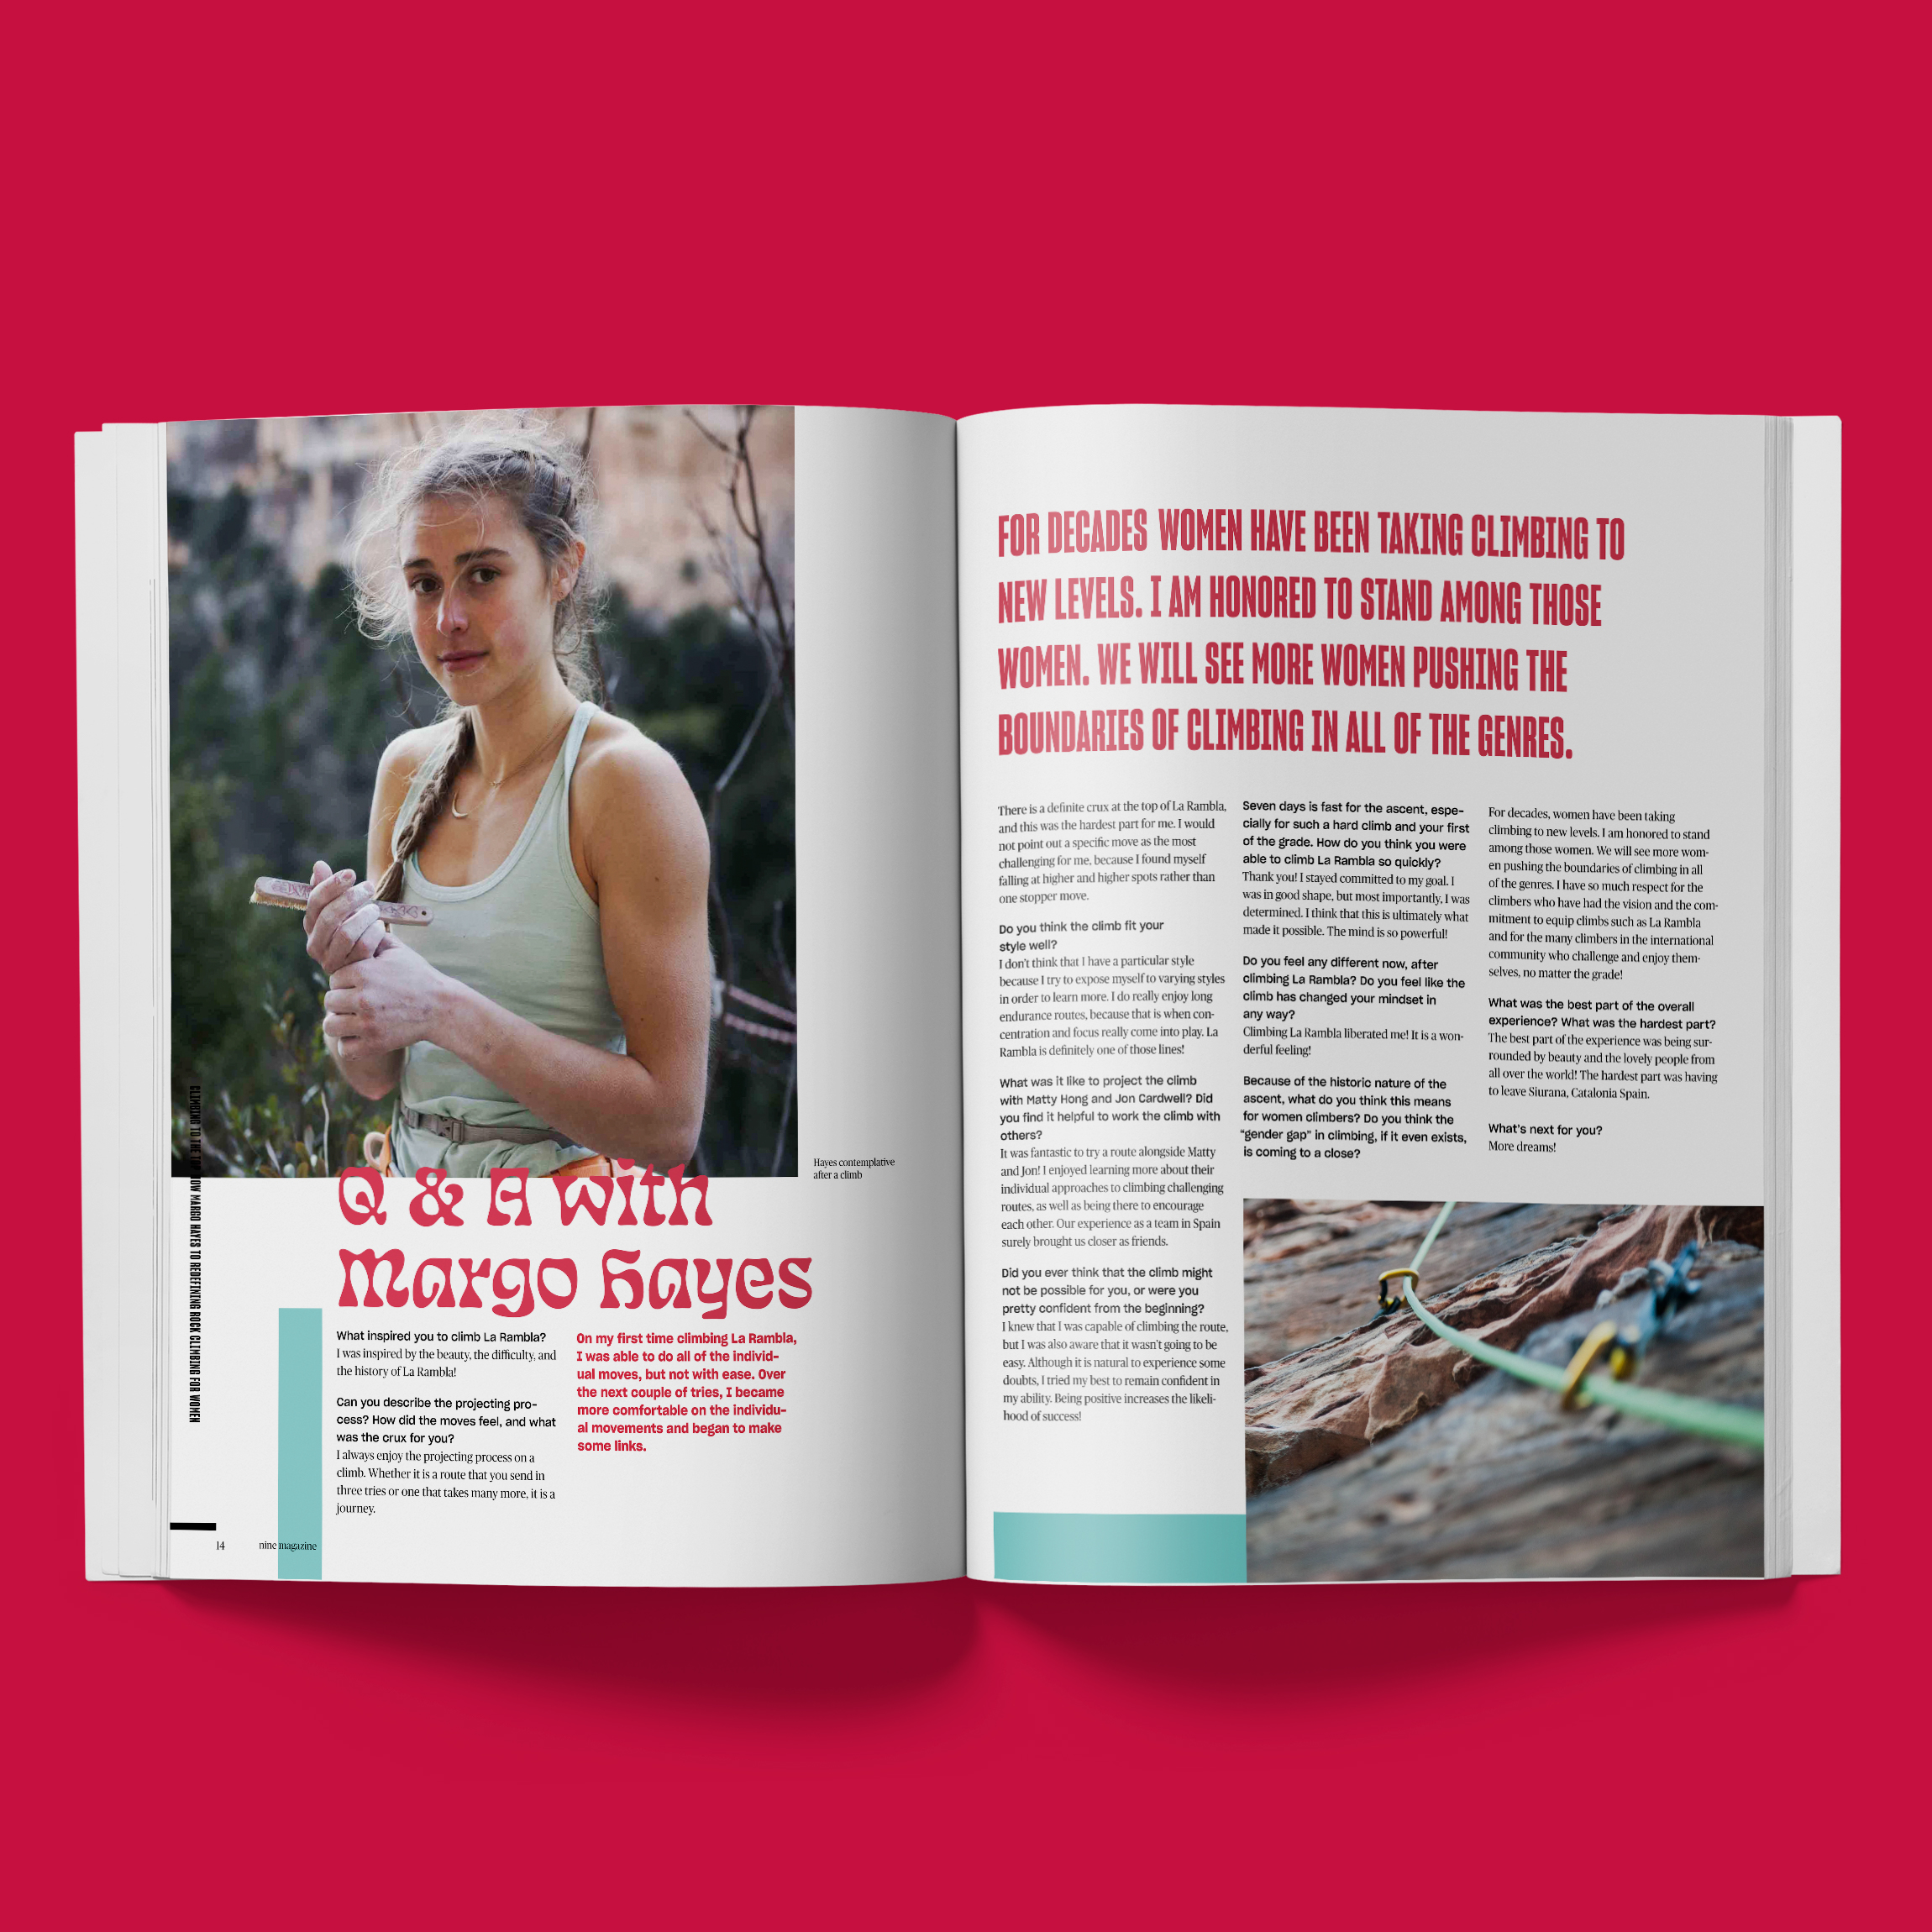 CLIMBING TO THE TOP: HOW MARGO HAYES TO REDEFINING ROCK CLIMBING FOR WOMEN
Hayes contemplative
after a climb
Q & A with
Margo Hayes
What inspired you to climb La Rambla?
I was inspired by the beauty, the difficulty, and
the history of La Rambla!
Can you describe the projecting pro-
cess? How did the moves feel, and what
was the crux for you?
I always enjoy the projecting process on a
climb. Whether it is a route that you send in
three tries or one that takes many more, it is a
journey.
On my first time climbing La Rambla,
I was able to do all of the individ-
ual moves, but not with ease. Over
the next couple of tries, I became
more comfortable on the individu-
al movements and began to make
some links.
14
nine magazine
FOR DECADES WOMEN HAVE BEEN TAKING CLIMBING TO
NEW LEVELS. I AM HONORED TO STAND AMONG THOSE
WOMEN. WE WILL SEE MORE WOMEN PUSHING THE
BOUNDARIES OF CLIMBING IN ALL OF THE GENRES.
There is a definite crux at the top of La Rambla,
and this was the hardest part for me. I would
not point out a specific move as the most
challenging for me, because I found myself
falling at higher and higher spots rather than
one stopper move.
Do you think the climb fit your
style well?
I don't think that I have a particular style
because I try to expose myself to varying styles
in order to learn more. I do really enjoy long
endurance routes, because that is when con-
centration and focus really come into play. La
Rambla is definitely one of those lines!
What was it like to project the climb
with Matty Hong and Jon Cardwell? Did
you find it helpful to work the climb with
others?
It was fantastic to try a route alongside Matty
and Jon! I enjoyed learning more about their
individual approaches to climbing challenging
routes, as well as being there to encourage
each other. Our experience as a team in Spain
surely brought us closer as friends.
Did you ever think that the climb might
not be possible for you, or were you
pretty confident from the beginning?
I knew that I was capable of climbing the route,
but I was also aware that it wasn't going to be
easy. Although it is natural to experience some
doubts, I tried my best to remain confident in
my ability. Being positive increases the likeli-
hood of success!
Seven days is fast for the ascent, espe-
cially for such a hard climb and your first
of the grade. How do you think you were
able to climb La Rambla so quickly?
Thank you! I stayed committed to my goal. I
was in good shape, but most importantly, I was
determined. I think that this is ultimately what
made it possible. The mind is so powerful!
Do you feel any different now, after
climbing La Rambla? Do you feel like the
climb has changed your mindset in
any way?
Climbing La Rambla liberated me! It is a won-
derful feeling!
Because of the historic nature of the
ascent, what do you think this means
for women climbers? Do you think the
"gender gap" in climbing, if it even exists,
is coming to a close?
For decades, women have been taking
climbing to new levels. I am honored to stand
among those women. We will see more wom-
en pushing the boundaries of climbing in all
of the genres. I have so much respect for the
climbers who have had the vision and the com-
mitment to equip climbs such as La Rambla
and for the many climbers in the international
community who challenge and enjoy them-
selves, no matter the grade!
What was the best part of the overall
experience? What was the hardest part?
The best part of the experience was being sur-
rounded by beauty and the lovely people from
all over the world! The hardest part was having
to leave Siurana, Catalonia Spain.
What's next for you?
More dreams!